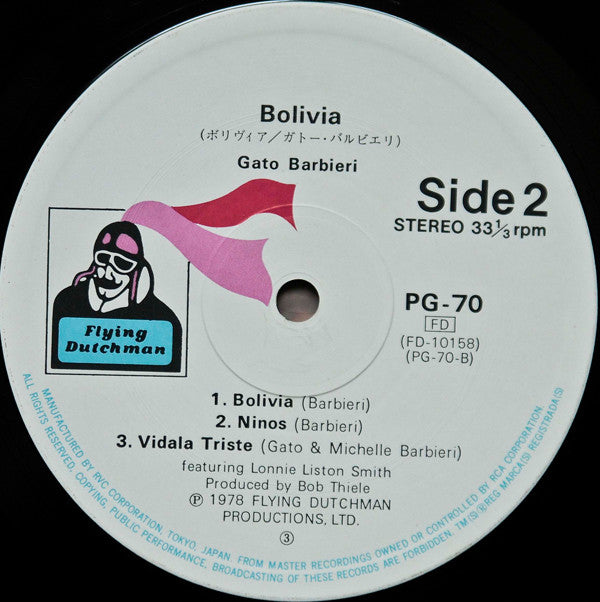 Bolivia
(ボリヴィア/ガトー・バルビエリ)
Gato Barbieri
Side 2
STEREO 33⅓ rpm
Flying
Dutchman
PG-70
FD
(FD-10158)
(PG-70-B)
1. Bolivia (Barbieri)
2. Ninos (Barbieri)
3. Vidala Triste (Gato & Michelle Barbieri)
featuring Lonnie Liston Smith
Produced by Bob Thiele
Ⓟ 1978 FLYING DUTCHMAN
PRODUCTIONS, LTD.
③
MANUFACTURED BY RVC CORPORATION, TOKYO, JAPAN. FROM MASTER RECORDINGS OWNED OR CONTROLLED BY RCA CORPORATION.
ALL RIGHTS RESERVED, COPYING, PUBLIC PERFORMANCE, BROADCASTING OF THESE RECORDS ARE FORBIDDEN. TM(S)®REG MARCA(S) REGISTRADA(S)